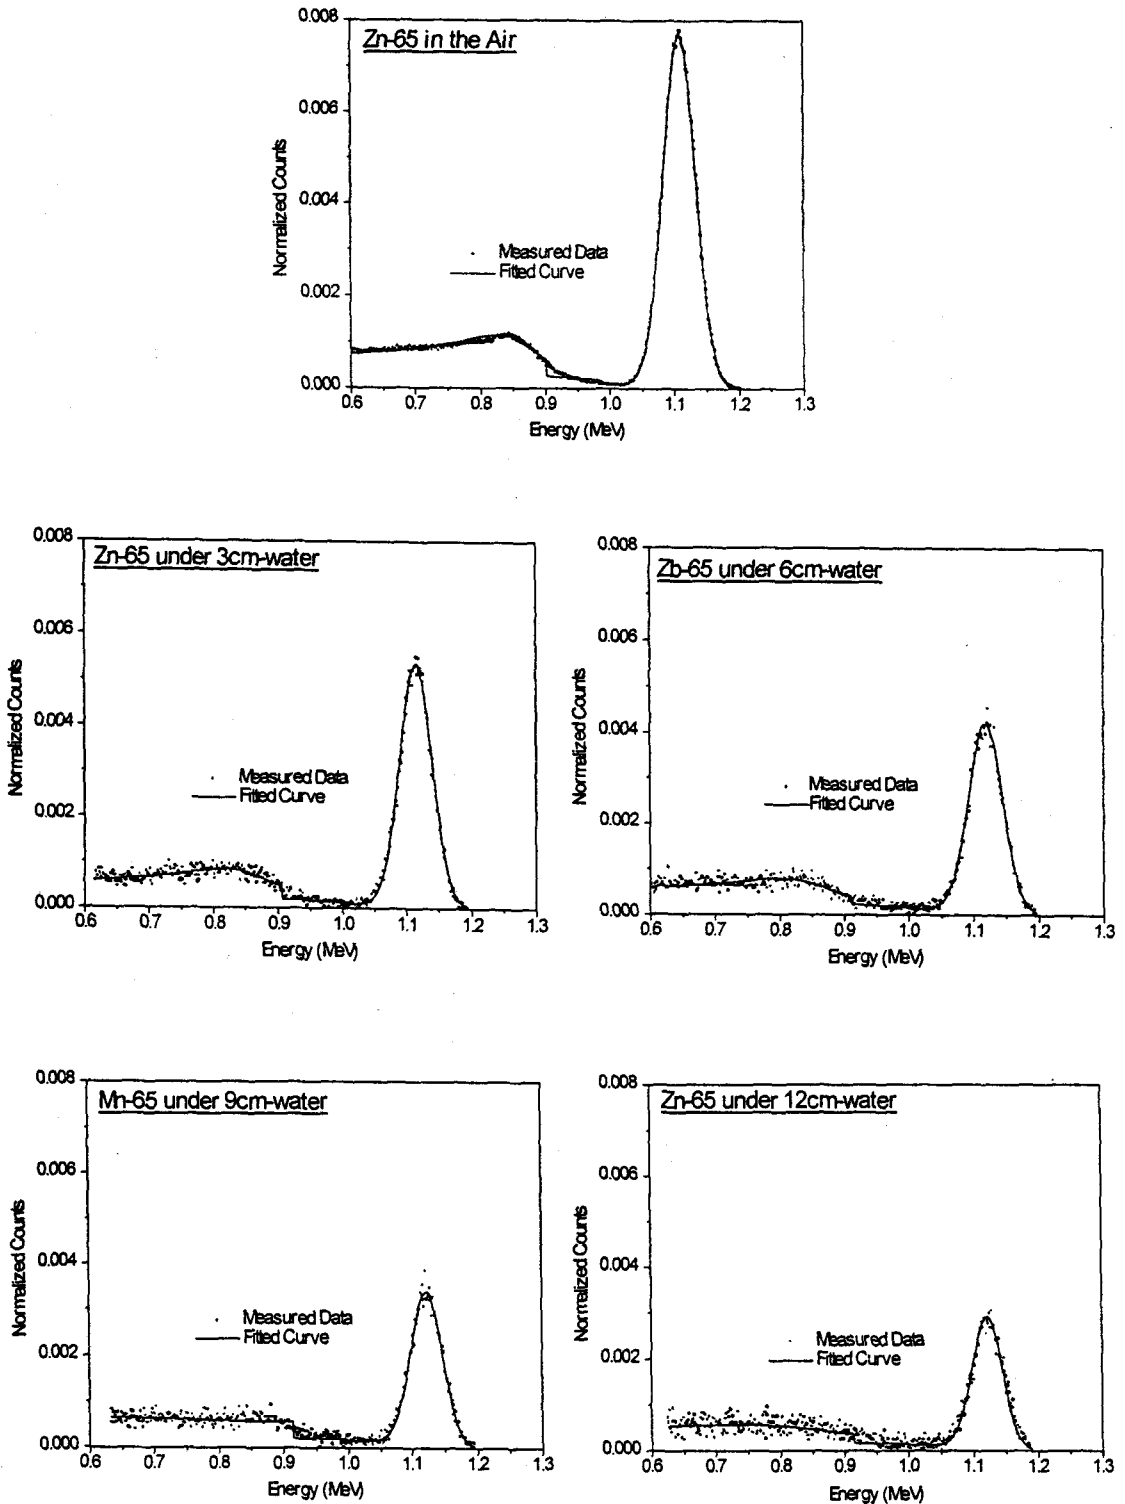 Zn-65 in the Air
0.008
0.006
0.004
0.002
0.000
Normalized Counts
Measured Data
Fitted Curve
0.6 0.7 0.8 0.9 1.0 1.1 1.2 1.3
Energy (MeV)
Zn-65 under 3cm-water
0.008
0.006
0.004
0.002
0.000
Normalized Counts
Measured Data
Fitted Curve
0.6 0.7 0.8 0.9 1.0 1.1 1.2 1.3
Energy (MeV)
Zb-65 under 6cm-water
0.008
0.006
0.004
0.002
0.000
Normalized Counts
Measured Data
Fitted Curve
0.6 0.7 0.8 0.9 1.0 1.1 1.2 1.3
Energy (MeV)
Mn-65 under 9cm-water
0.008
0.006
0.004
0.002
0.000
Normalized Counts
Measured Data
Fitted Curve
0.6 0.7 0.8 0.9 1.0 1.1 1.2 1.3
Energy (MeV)
Zn-65 under 12cm-water
0.008
0.006
0.004
0.002
0.000
Normalized Counts
Measured Data
Fitted Curve
0.6 0.7 0.8 0.9 1.0 1.1 1.2 1.3
Energy (MeV)